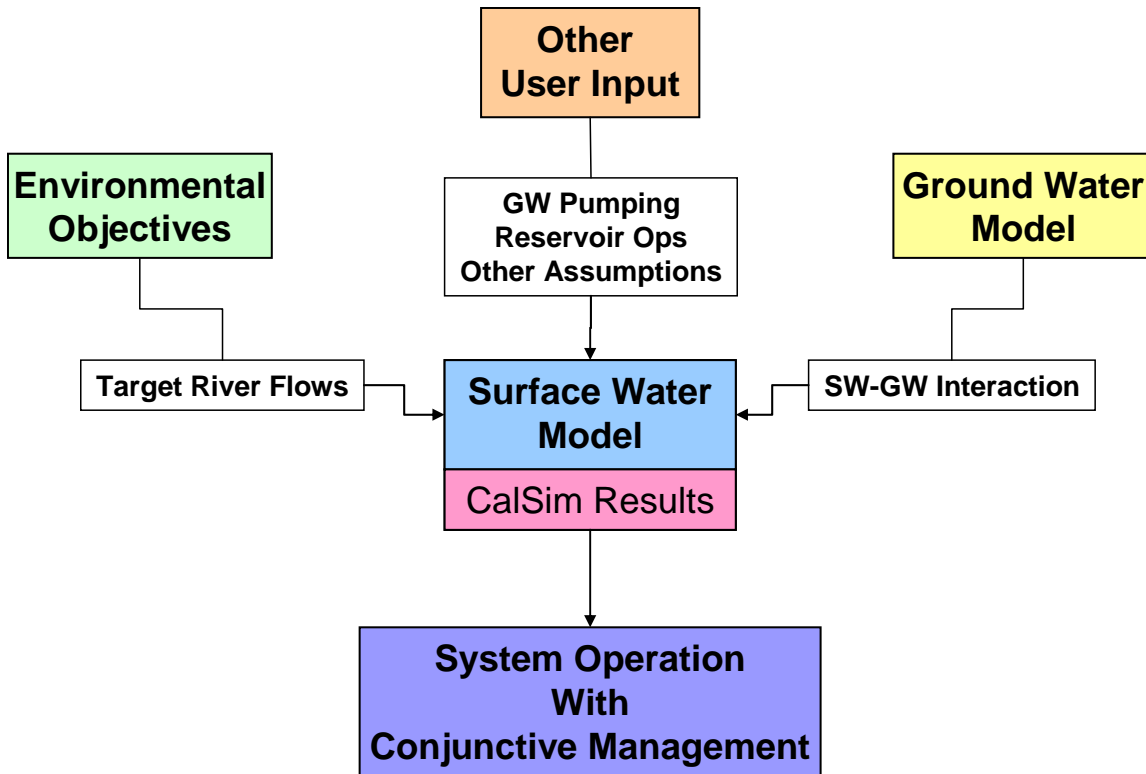 Other
User Input
Environmental
Objectives
GW Pumping
Reservoir Ops
Other Assumptions
Ground Water
Model
Target River Flows
Surface Water
Model
SW-GW Interaction
CalSim Results
System Operation
With
Conjunctive Management